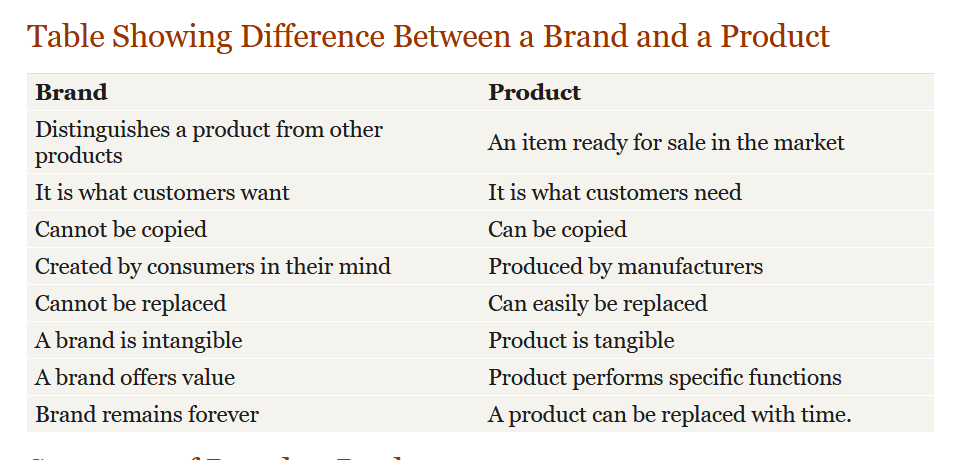 Table Showing Difference Between a Brand and a Product
Brand Product
Distinguishes a product from other
products
An item ready for sale in the market
It is what customers want It is what customers need
Cannot be copied Can be copied
Created by consumers in their mind Produced by manufacturers
Cannot be replaced Can easily be replaced
A brand is intangible Product is tangible
A brand offers value Product performs specific functions
Brand remains forever A product can be replaced with time.